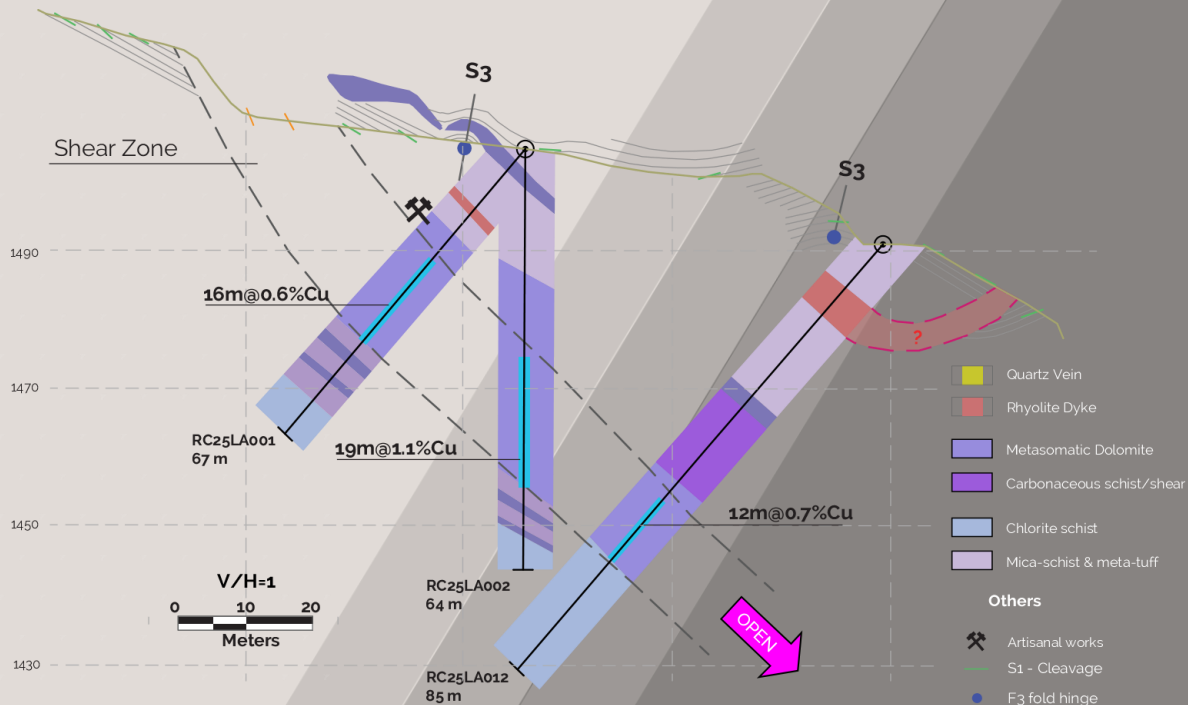 S3
Shear Zone
S3
1490
16m@0.6%Cu
?
Quartz Vein
1470
Rhyolite Dyke
RC25LA001
67 m
19m@1.1%Cu
Metasomatic Dolomite
Carbonaceous schist/shear
12m@0.7%Cu
1450
Chlorite schist
Mica-schist & meta-tuff
V/H=1
RC25LA002
64 m
Others
0 10 20
Meters
OPEN
Artisanal works
1430
S1 - Cleavage
RC25LA012
85 m
F3 fold hinge